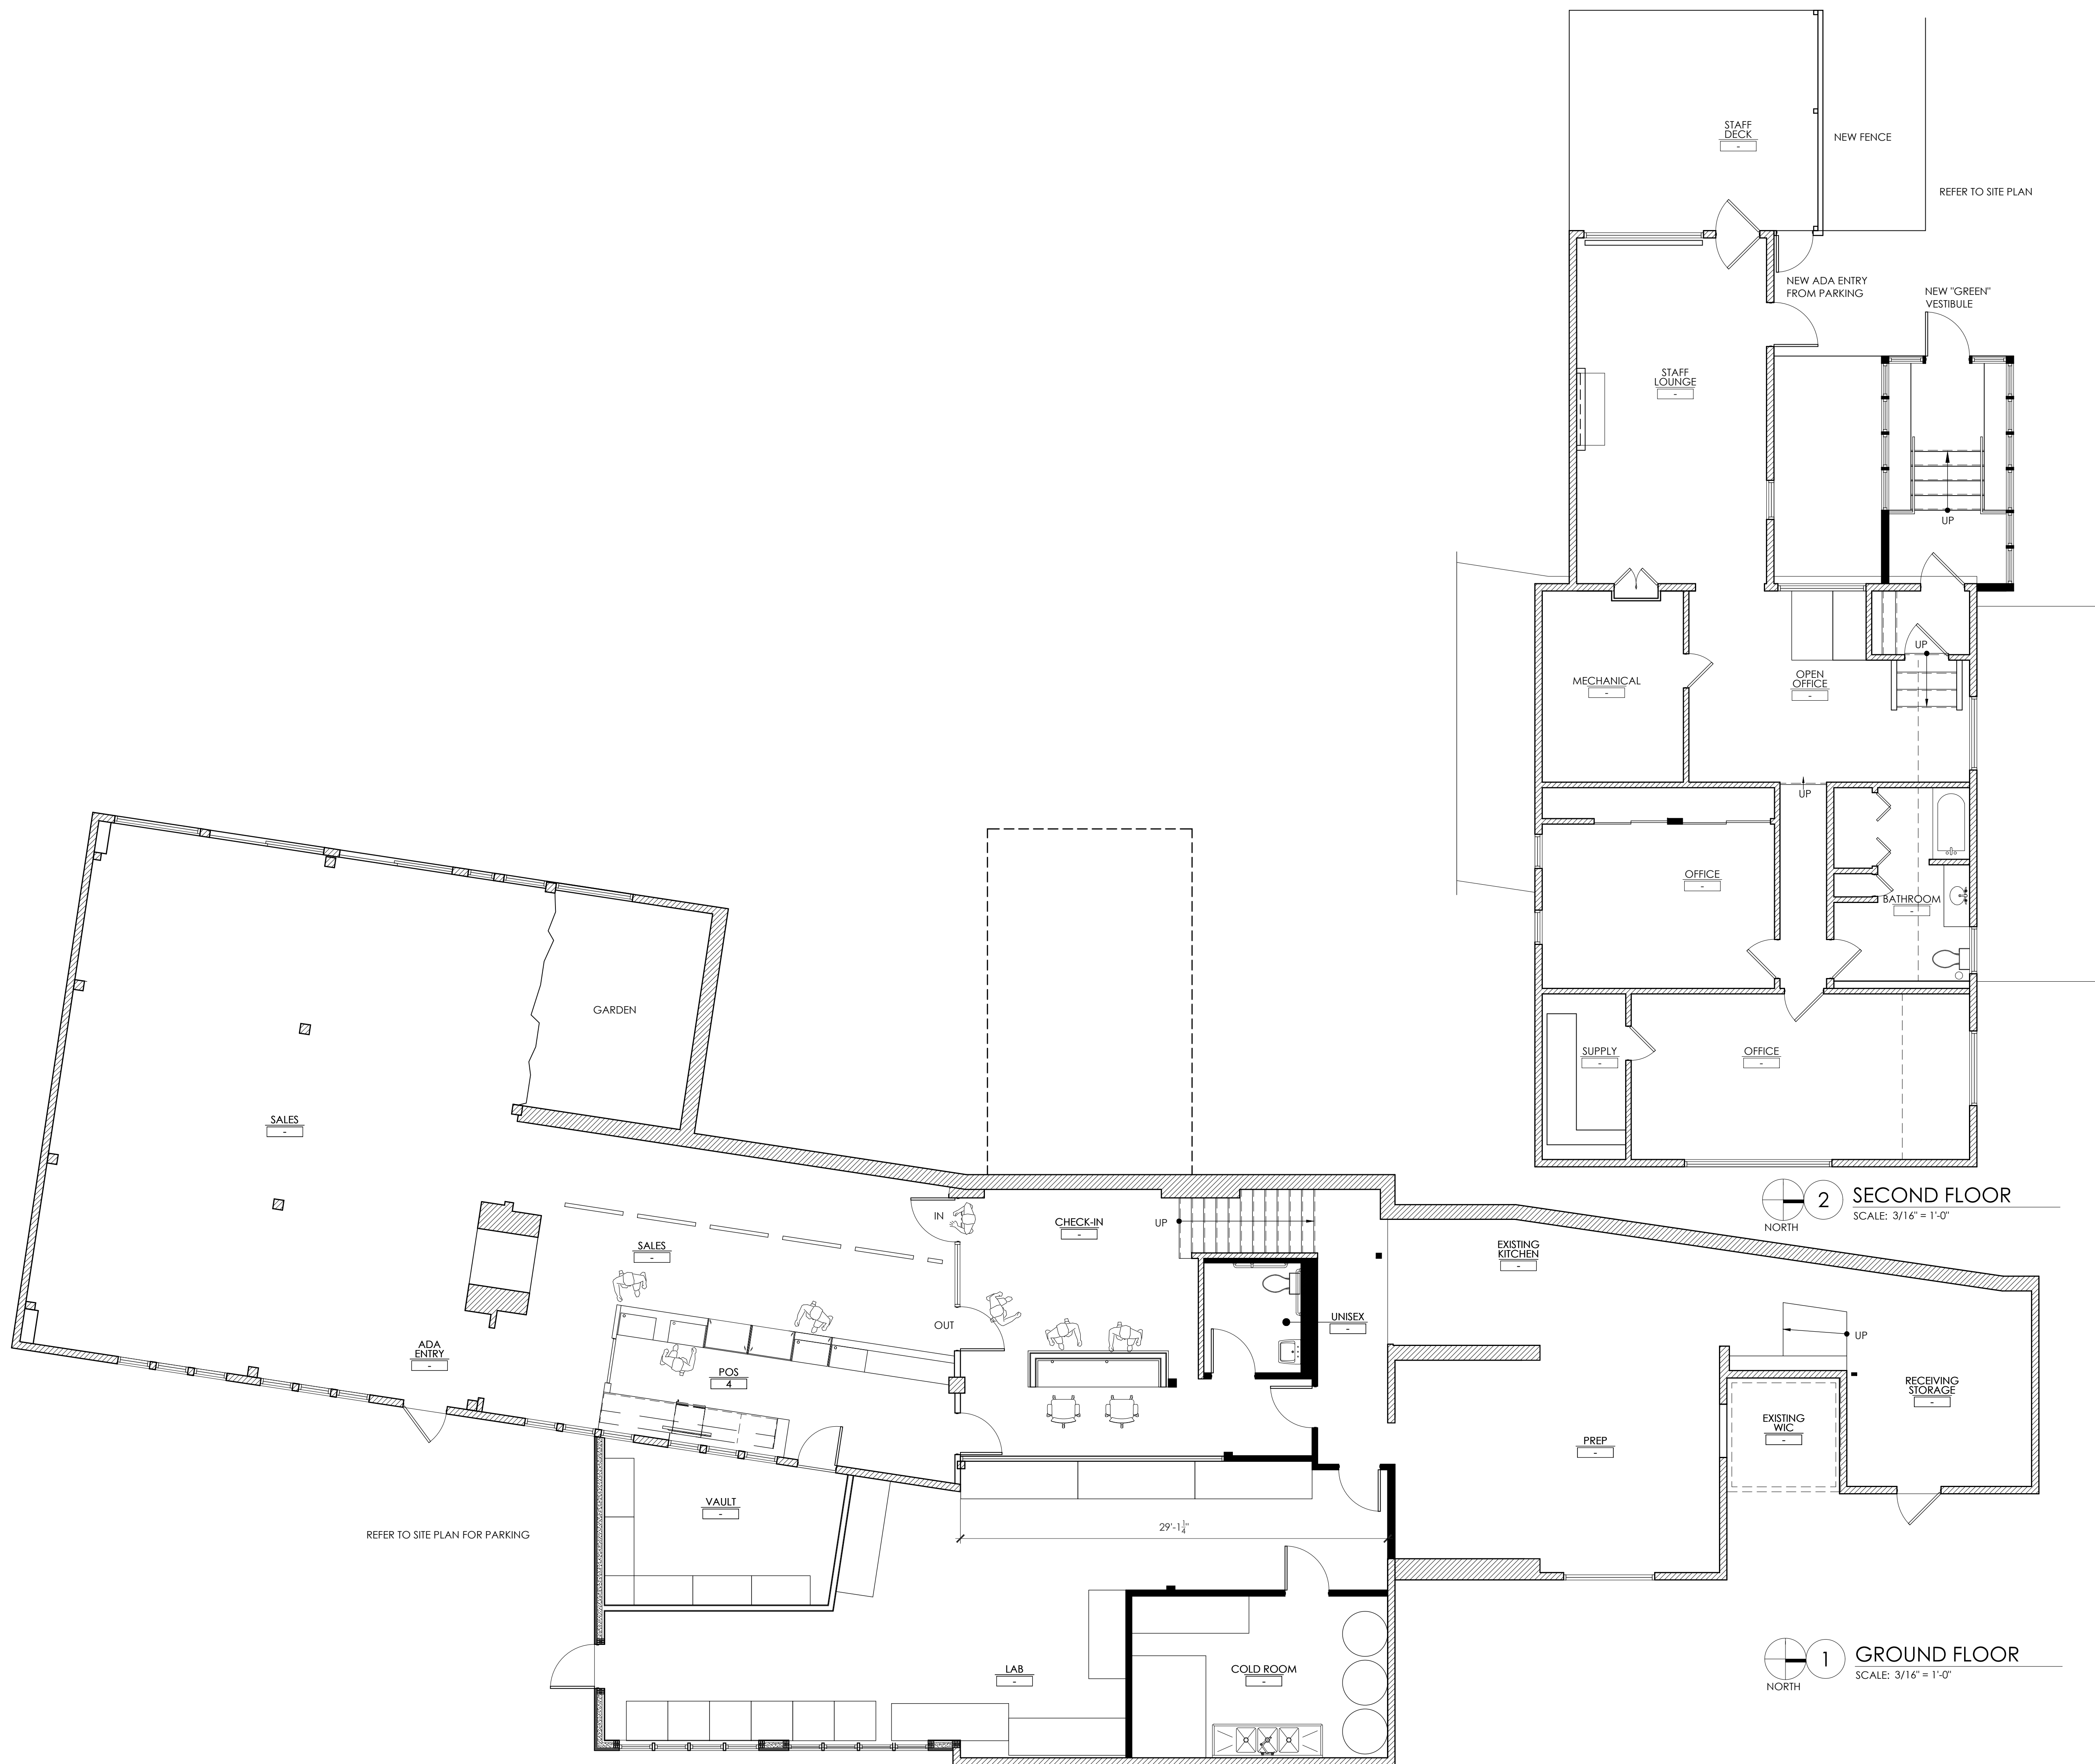 STAFF
DECK
-
NEW FENCE
REFER TO SITE PLAN
NEW ADA ENTRY
FROM PARKING
NEW "GREEN"
VESTIBULE
STAFF
LOUNGE
-
UP
UP
MECHANICAL
-
OPEN
OFFICE
-
UP
OFFICE
-
BATHROOM
-
SUPPLY
-
OFFICE
-
NORTH
2
SECOND FLOOR
SCALE: 3/16" = 1'-0"
GARDEN
SALES
-
SALES
-
IN
OUT
CHECK-IN
-
UP
EXISTING
KITCHEN
-
UNISEX
-
ADA
ENTRY
-
POS
4
UP
RECEIVING
STORAGE
-
EXISTING
WIC
-
PREP
-
VAULT
-
REFER TO SITE PLAN FOR PARKING
29'-1¼"
LAB
-
COLD ROOM
-
NORTH
1
GROUND FLOOR
SCALE: 3/16" = 1'-0"